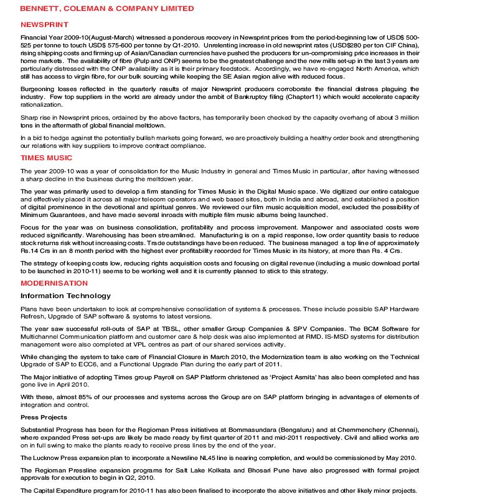 BENNETT, COLEMAN & COMPANY LIMITED
NEWSPRINT
Financial Year 2009-10(August-March) witnessed a ponderous recovery in Newsprint prices from the period-beginning low of USD$ 500-
525 per tonne to touch USD$ 575-600 per tonne by Q1-2010. Unrelenting increase in old newsprint rates (USD$280 per ton CIF China),
rising shipping costs and firming up of Asian/Canadian currencies have pushed the producers for un-compromising price increases in their
home markets. The availability of fibre (Pulp and ONP) seems to be the greatest challenge and the new mills set-up in the last 3 years are
particularly distressed with the ONP availability as it is their primary feedstock. Accordingly, we have re-engaged North America, which
still has access to virgin fibre, for our bulk sourcing while keeping the SE Asian region alive with reduced focus.
Burgeoning losses reflected in the quarterly results of major Newsprint producers corroborate the financial distress plaguing the
industry. Few top suppliers in the world are already under the ambit of Bankruptcy filing (Chapter11) which would accelerate capacity
rationalization.
Sharp rise in Newsprint prices, ordained by the above factors, has temporarily been checked by the capacity overhang of about 3 million
tons in the aftermath of global financial meltdown.
In a bid to hedge against the potentially bullish markets going forward, we are proactively building a healthy order book and strengthening
our relations with key suppliers to improve contract compliance.
TIMES MUSIC
The year 2009-10 was a year of consolidation for the Music Industry in general and Times Music in particular, after having witnessed
a sharp decline in the business during the meltdown year.
The year was primarily used to develop a firm standing for Times Music in the Digital Music space. We digitized our entire catalogue
and effectively placed it across all major telecom operators and web based sites, both in India and abroad, and established a position
of digital prominence in the devotional and spiritual genres. We reviewed our film music acquisition model, excluded the possibility of
Minimum Guarantees, and have made several inroads with multiple film music albums being launched.
Focus for the year was on business consolidation, profitability and process improvement. Manpower and associated costs were
reduced significantly. Warehousing has been streamlined. Manufacturing is on a rapid response, low order quantity basis to reduce
stock returns risk without increasing costs. Trade outstandings have been reduced. The business managed a top line of approximately
Rs.14 Crs in an 8 month period with the highest ever profitability recorded for Times Music in its history, at more than Rs. 4 Crs.
The strategy of keeping costs low, reducing rights acquisition costs and focusing on digital revenue (including a music download portal
to be launched in 2010-11) seems to be working well and it is currently planned to stick to this strategy.
MODERNISATION
Information Technology
Plans have been undertaken to look at comprehensive consolidation of systems & processes. These include possible SAP Hardware
Refresh, Upgrade of SAP software & systems to latest versions.
The year saw successful roll-outs of SAP at TBSL, other smaller Group Companies & SPV Companies. The BCM Software for
Multichannel Communication platform and customer care & help desk was also implemented at RMD. IS-MSD systems for distribution
management were also completed at VPL centres as part of our shared services activity.
While changing the system to take care of Financial Closure in March 2010, the Modernization team is also working on the Technical
Upgrade of SAP to ECC6, and a Functional Upgrade Plan during the early part of 2011.
The Major initiative of adopting Times group Payroll on SAP Platform christened as 'Project Asmita' has also been completed and has
gone live in April 2010.
With these, almost 85% of our processes and systems across the Group are on SAP platform bringing in advantages of elements of
integration and control.
Press Projects
Substantial Progress has been for the Regioman Press initiatives at Bommasundara (Bengaluru) and at Chemmenchery (Chennai),
where expanded Press set-ups are likely be made ready by first quarter of 2011 and mid-2011 respectively. Civil and allied works are
on in full swing to make the plants ready to receive press lines by the end of the year.
The Lucknow Press expansion plan to incorporate a Newsline NL45 line is nearing completion, and would be commissioned by May 2010.
The Regioman Pressline expansion programs for Salt Lake Kolkata and Bhosari Pune have also progressed with formal project
approvals for execution to begin in Q2, 2010.
The Capital Expenditure program for 2010-11 has also been finalised to incorporate the above initiatives and other likely minor projects.